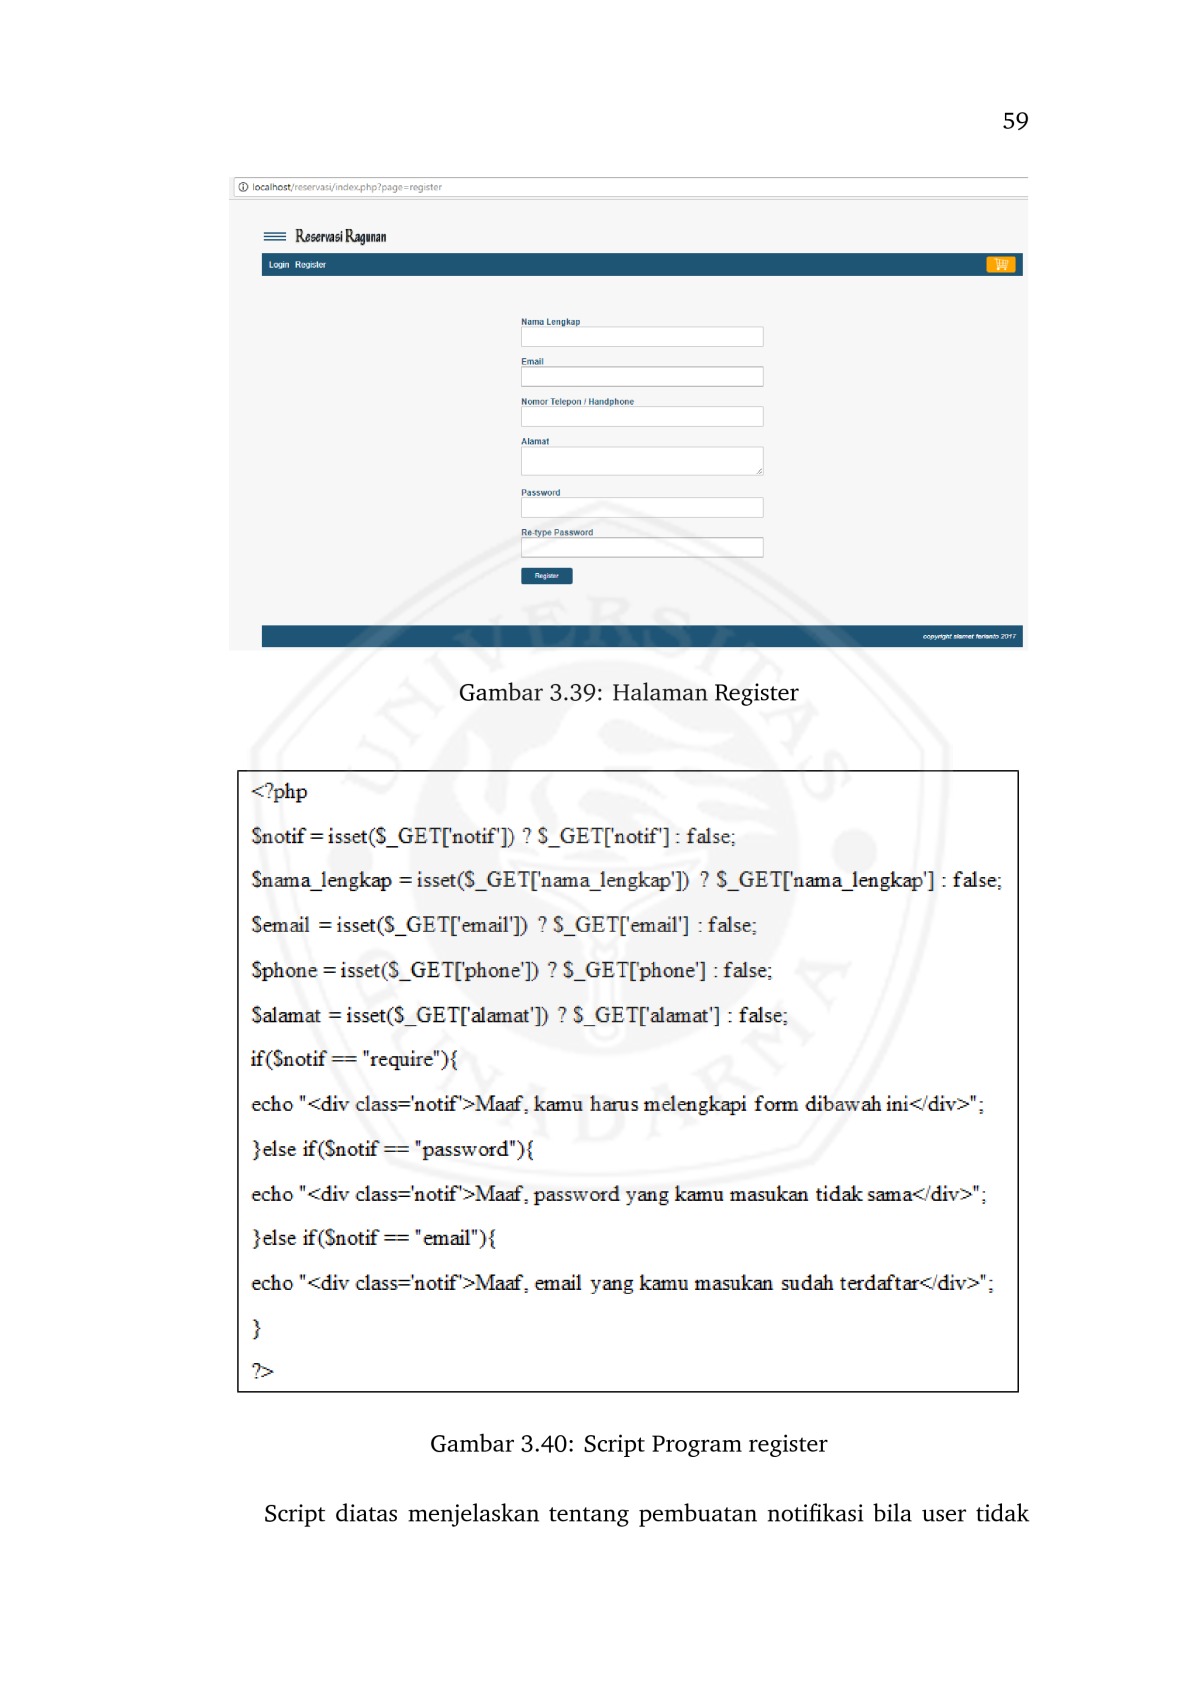 59
localhost/reservasi/index.php?page=register
Reservasi Ragunan
Login Register
Nama Lengkap
Email
Nomor Telepon / Handphone
Alamat
Password
Re-type Password
Register
copyright slamet ferianto 2017
Gambar 3.39: Halaman Register
<?php
$notif = isset($_GET['notif']) ? $_GET['notif'] : false;
$nama_lengkap = isset($_GET['nama_lengkap']) ? $_GET['nama_lengkap'] : false;
$email = isset($_GET['email']) ? $_GET['email'] : false;
$phone = isset($_GET['phone']) ? $_GET['phone'] : false;
$alamat = isset($_GET['alamat']) ? $_GET['alamat'] : false;
if($notif == "require"){
echo "<div class='notif'>Maaf, kamu harus melengkapi form dibawah ini</div>";
}else if($notif == "password"){
echo "<div class='notif'>Maaf, password yang kamu masukan tidak sama</div>";
}else if($notif == "email"){
echo "<div class='notif'>Maaf, email yang kamu masukan sudah terdaftar</div>";
}
?>
Gambar 3.40: Script Program register
Script diatas menjelaskan tentang pembuatan notifikasi bila user tidak
UNIVERSITAS
GUNADARMA